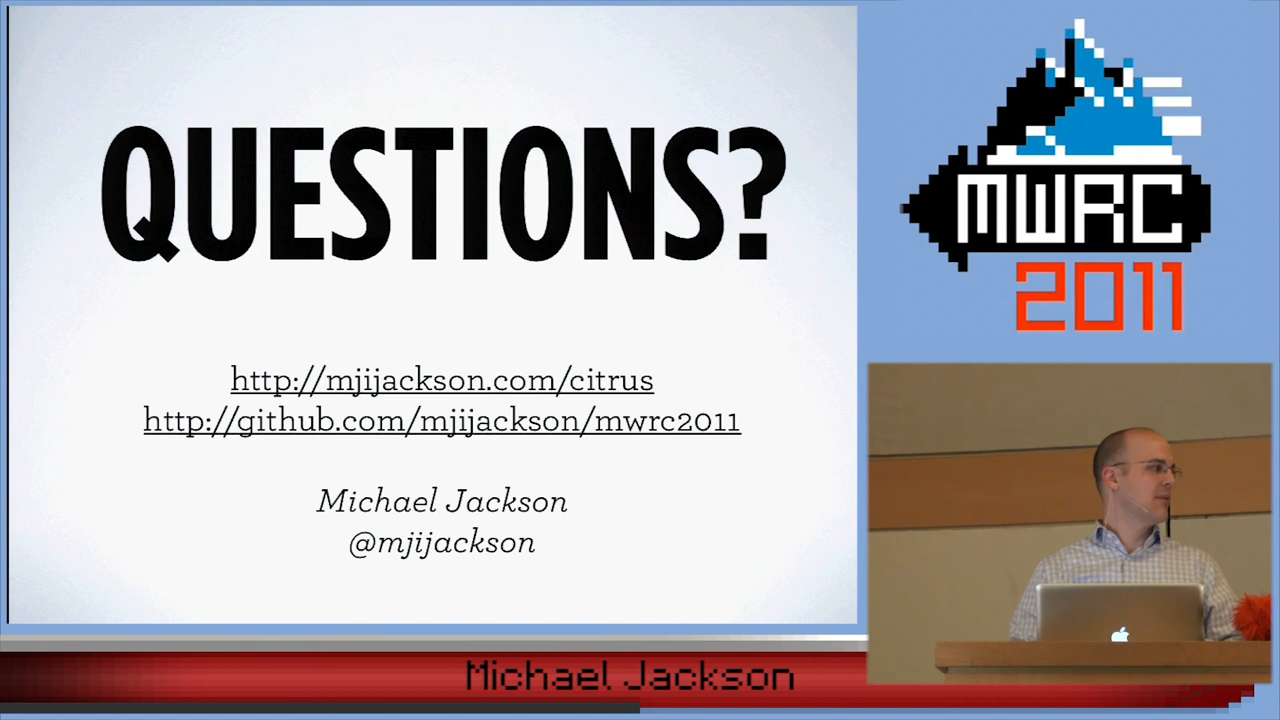 QUESTIONS?
http://mjijackson.com/citrus
http://github.com/mjijackson/mwrc2011
Michael Jackson
@mjijackson
MWRC
2011
Michael Jackson